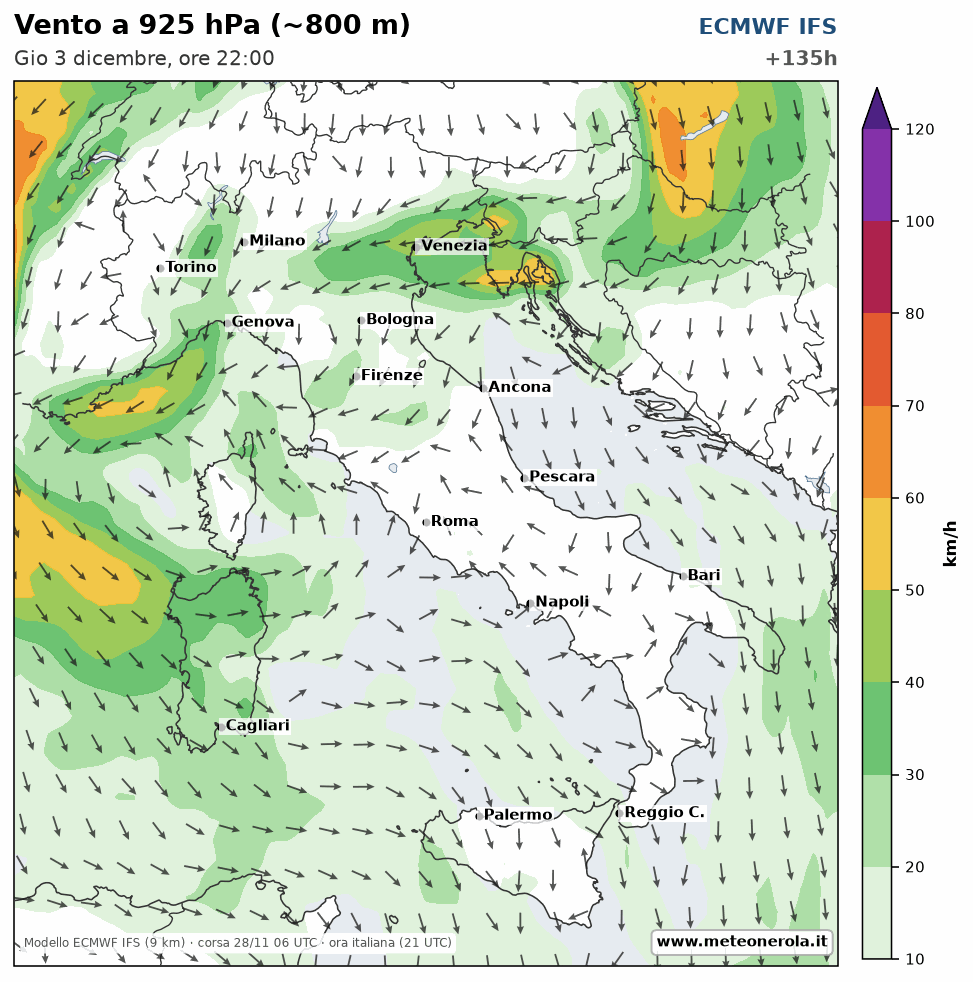 Vento a 925 hPa (~800 m)
ECMWF IFS
Gio 3 dicembre, ore 22:00
+135h
Milano
Venezia
Torino
Genova
Bologna
Firenze
Ancona
Pescara
Roma
Bari
Napoli
Cagliari
Palermo
Reggio C.
120
100
80
70
60
50
40
30
20
10
km/h
Modello ECMWF IFS (9 km) · corsa 28/11 06 UTC · ora italiana (21 UTC)
www.meteonerola.it